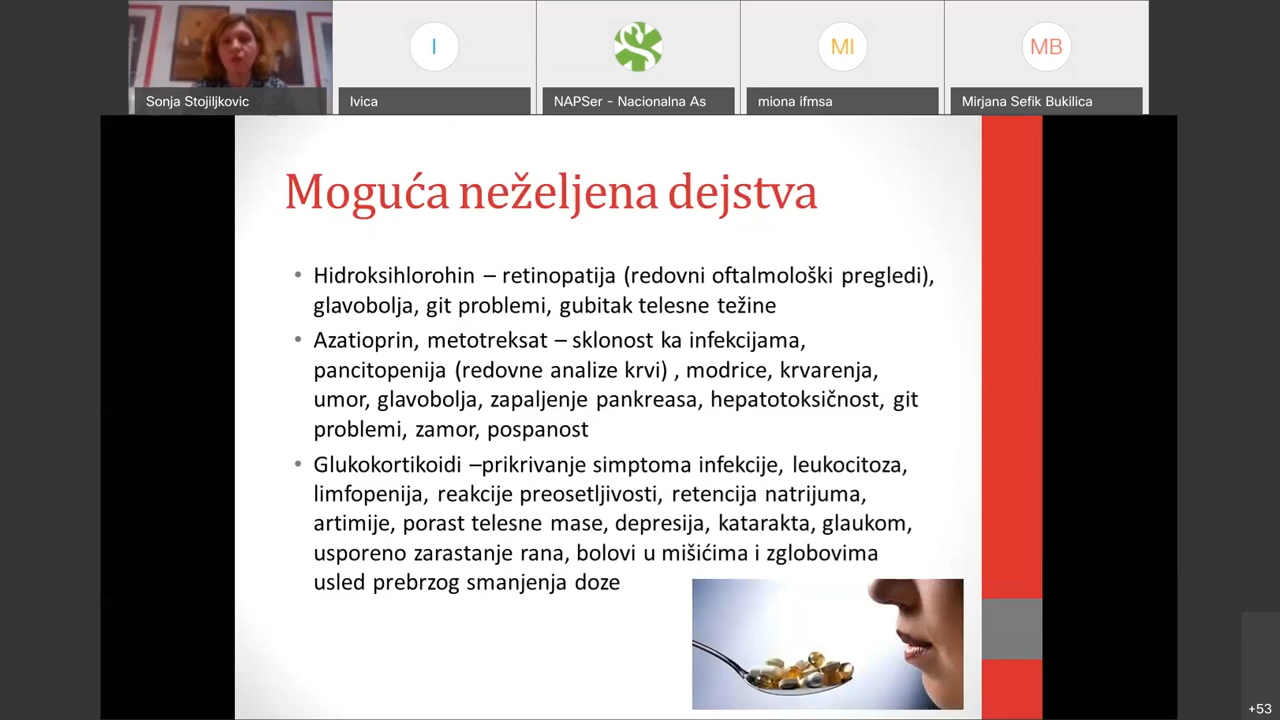 I
MI
MB
Sonja Stojiljkovic
Ivica
NAPSer - Nacionalna As
miona ifmsa
Mirjana Sefik Bukilica
Moguća neželjena dejstva
• Hidroksihlorohin – retinopatija (redovni oftalmološki pregledi),
glavobolja, git problemi, gubitak telesne težine
• Azatioprin, metotreksat – sklonost ka infekcijama,
pancitopenija (redovne analize krvi) , modrice, krvarenja,
umor, glavobolja, zapaljenje pankreasa, hepatotoksičnost, git
problemi, zamor, pospanost
• Glukokortikoidi –prikrivanje simptoma infekcije, leukocitoza,
limfopenija, reakcije preosetljivosti, retencija natrijuma,
artimije, porast telesne mase, depresija, katarakta, glaukom,
usporeno zarastanje rana, bolovi u mišićima i zglobovima
usled prebrzog smanjenja doze
+53